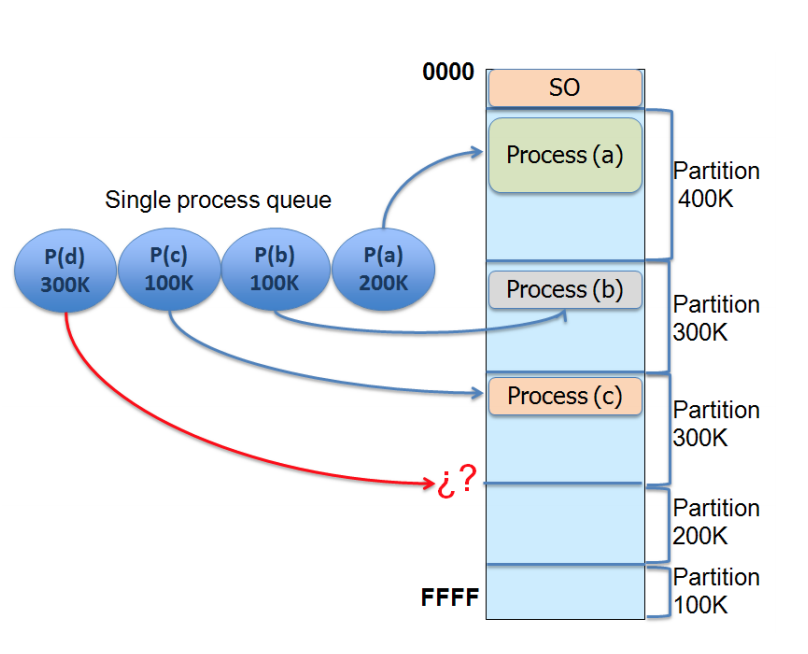 0000
SO
Process (a)
Partition
400K
Single process queue
P(d)
300K
P(c)
100K
P(b)
100K
P(a)
200K
Process (b)
Partition
300K
Process (c)
Partition
300K
¿?
Partition
200K
FFFF
Partition
100K